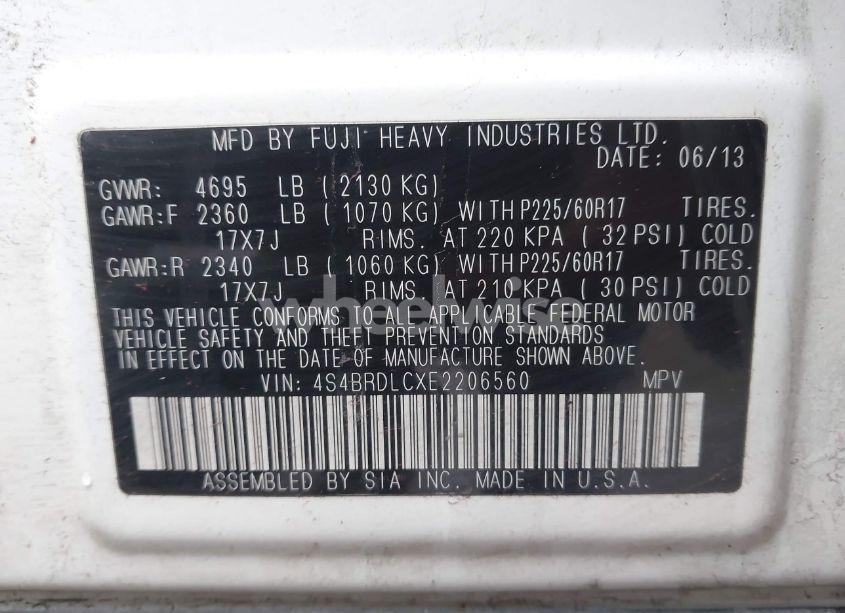 MFD BY FUJI HEAVY INDUSTRIES LTD.
DATE: 06/13
GVWR: 4695 LB ( 2130 KG)
GAWR:F 2360 LB ( 1070 KG) WITH P225/60R17 TIRES.
17X7J RIMS. AT 220 KPA ( 32 PSI) COLD
GAWR:R 2340 LB ( 1060 KG) WITH P225/60R17 TIRES.
17X7J RIMS. AT 210 KPA ( 30 PSI) COLD
wheelwise
THIS VEHICLE CONFORMS TO ALL APPLICABLE FEDERAL MOTOR
VEHICLE SAFETY AND THEFT PREVENTION STANDARDS
IN EFFECT ON THE DATE OF MANUFACTURE SHOWN ABOVE.
VIN: 4S4BRDLCXE2206560 MPV
ASSEMBLED BY SIA INC. MADE IN U.S.A.